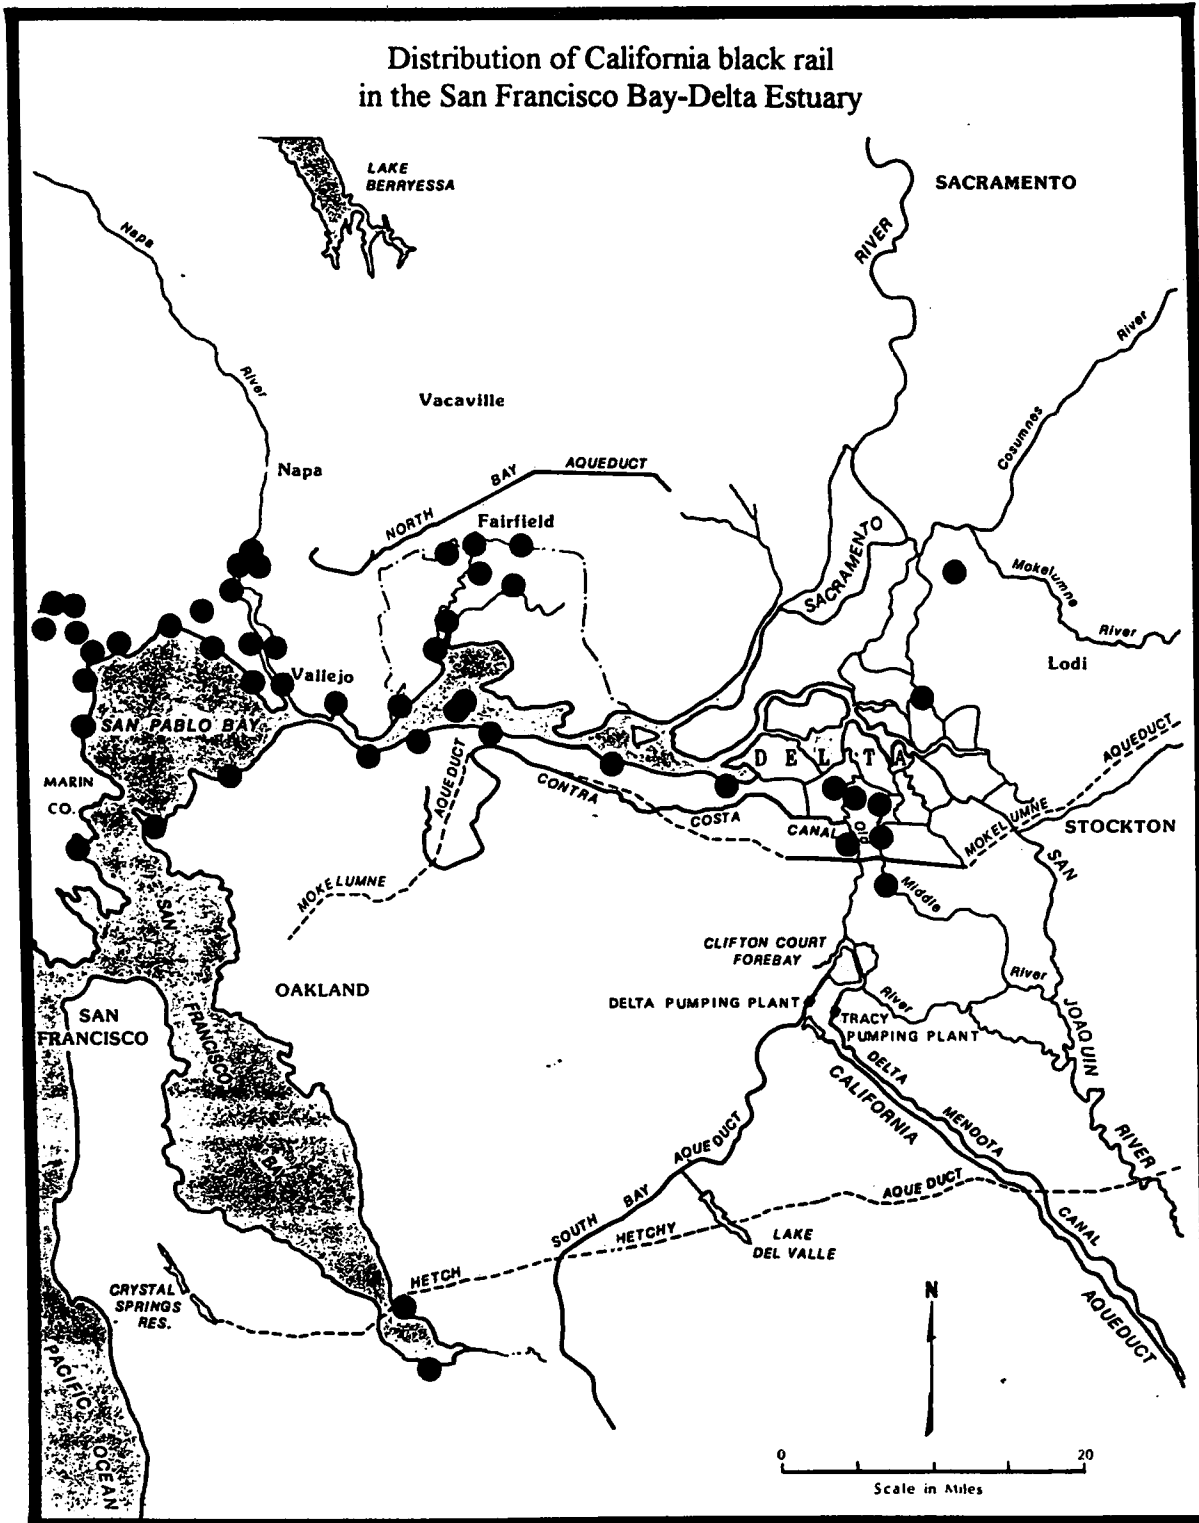 Distribution of California black rail
in the San Francisco Bay-Delta Estuary
LAKE
BERRYESSA
SACRAMENTO
Napa
River
RIVER
River
Cosumnes
Vacaville
Napa
NORTH BAY AQUEDUCT
Fairfield
SACRAMENTO
Mokelumne
River
Lodi
Vallejo
SAN PABLO BAY
MARIN
CO.
AQUEDUCT
DELTA
CONTRA
COSTA
CANAL
Old
MOKELUMNE
AQUEDUCT
STOCKTON
MOKELUMNE
Middle
River
SAN
JOAQUIN
RIVER
CLIFTON COURT
FOREBAY
DELTA PUMPING PLANT
River
TRACY
PUMPING PLANT
OAKLAND
SAN
FRANCISCO
SAN
FRANCISCO
BAY
DELTA
MENDOTA
CANAL
CALIFORNIA
AQUEDUCT
SOUTH BAY AQUEDUCT
HETCH HETCHY AQUEDUCT
LAKE
DEL VALLE
CRYSTAL
SPRINGS
RES.
PACIFIC
OCEAN
N
0 20
Scale in Miles